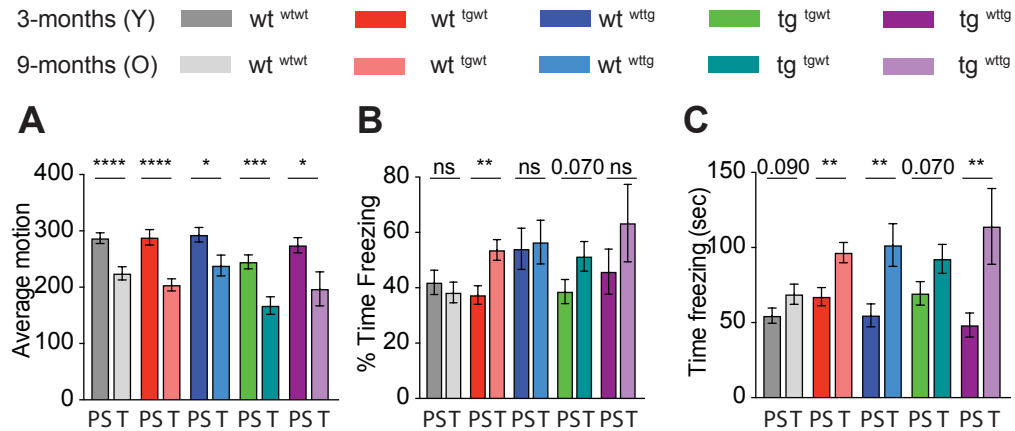 3-months (Y) wt wtwt wt tgwt wt wttg tg tgwt tg wttg
9-months (O) wt wtwt wt tgwt wt wttg tg tgwt tg wttg
A B C
**** **** * *** *
400
300
200
100
0
Average motion
PS T PS T PS T PS T PS T
ns ** ns 0.070 ns
80
60
40
20
0
% Time Freezing
PS T PS T PS T PS T PS T
0.090 ** ** 0.070 **
150
100
50
0
Time freezing (sec)
PS T PS T PS T PS T PS T